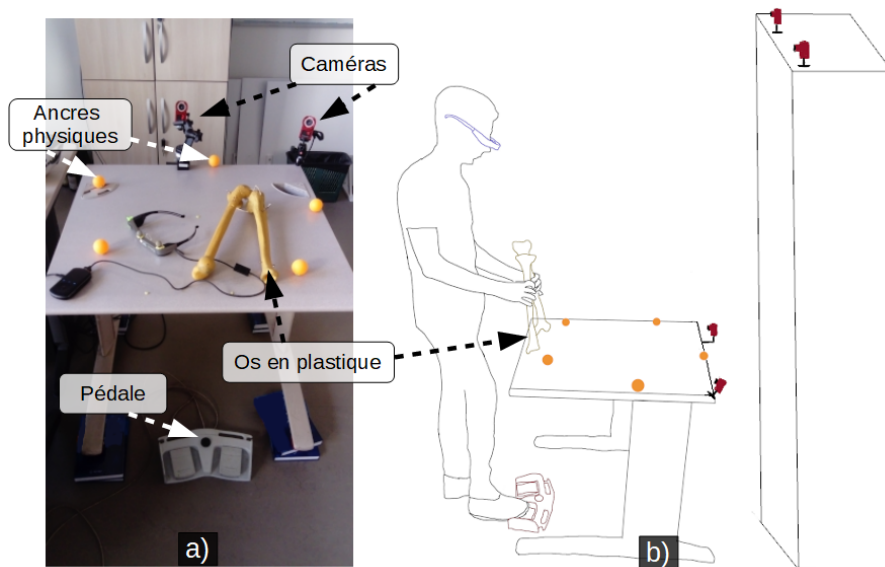 Caméras
Ancres
physiques
Os en plastique
Pédale
a)
b)